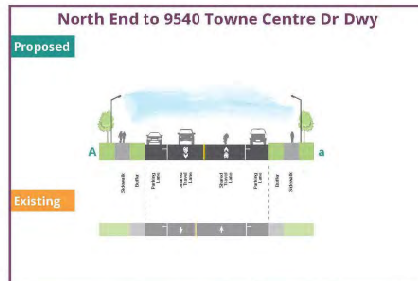 North End to 9540 Towne Centre Dr Dwy
Proposed
A
a
Sidewalk
Buffer
Parking
Lane
Shared
Travel
Lane
Shared
Travel
Lane
Parking
Lane
Buffer
Sidewalk
Existing